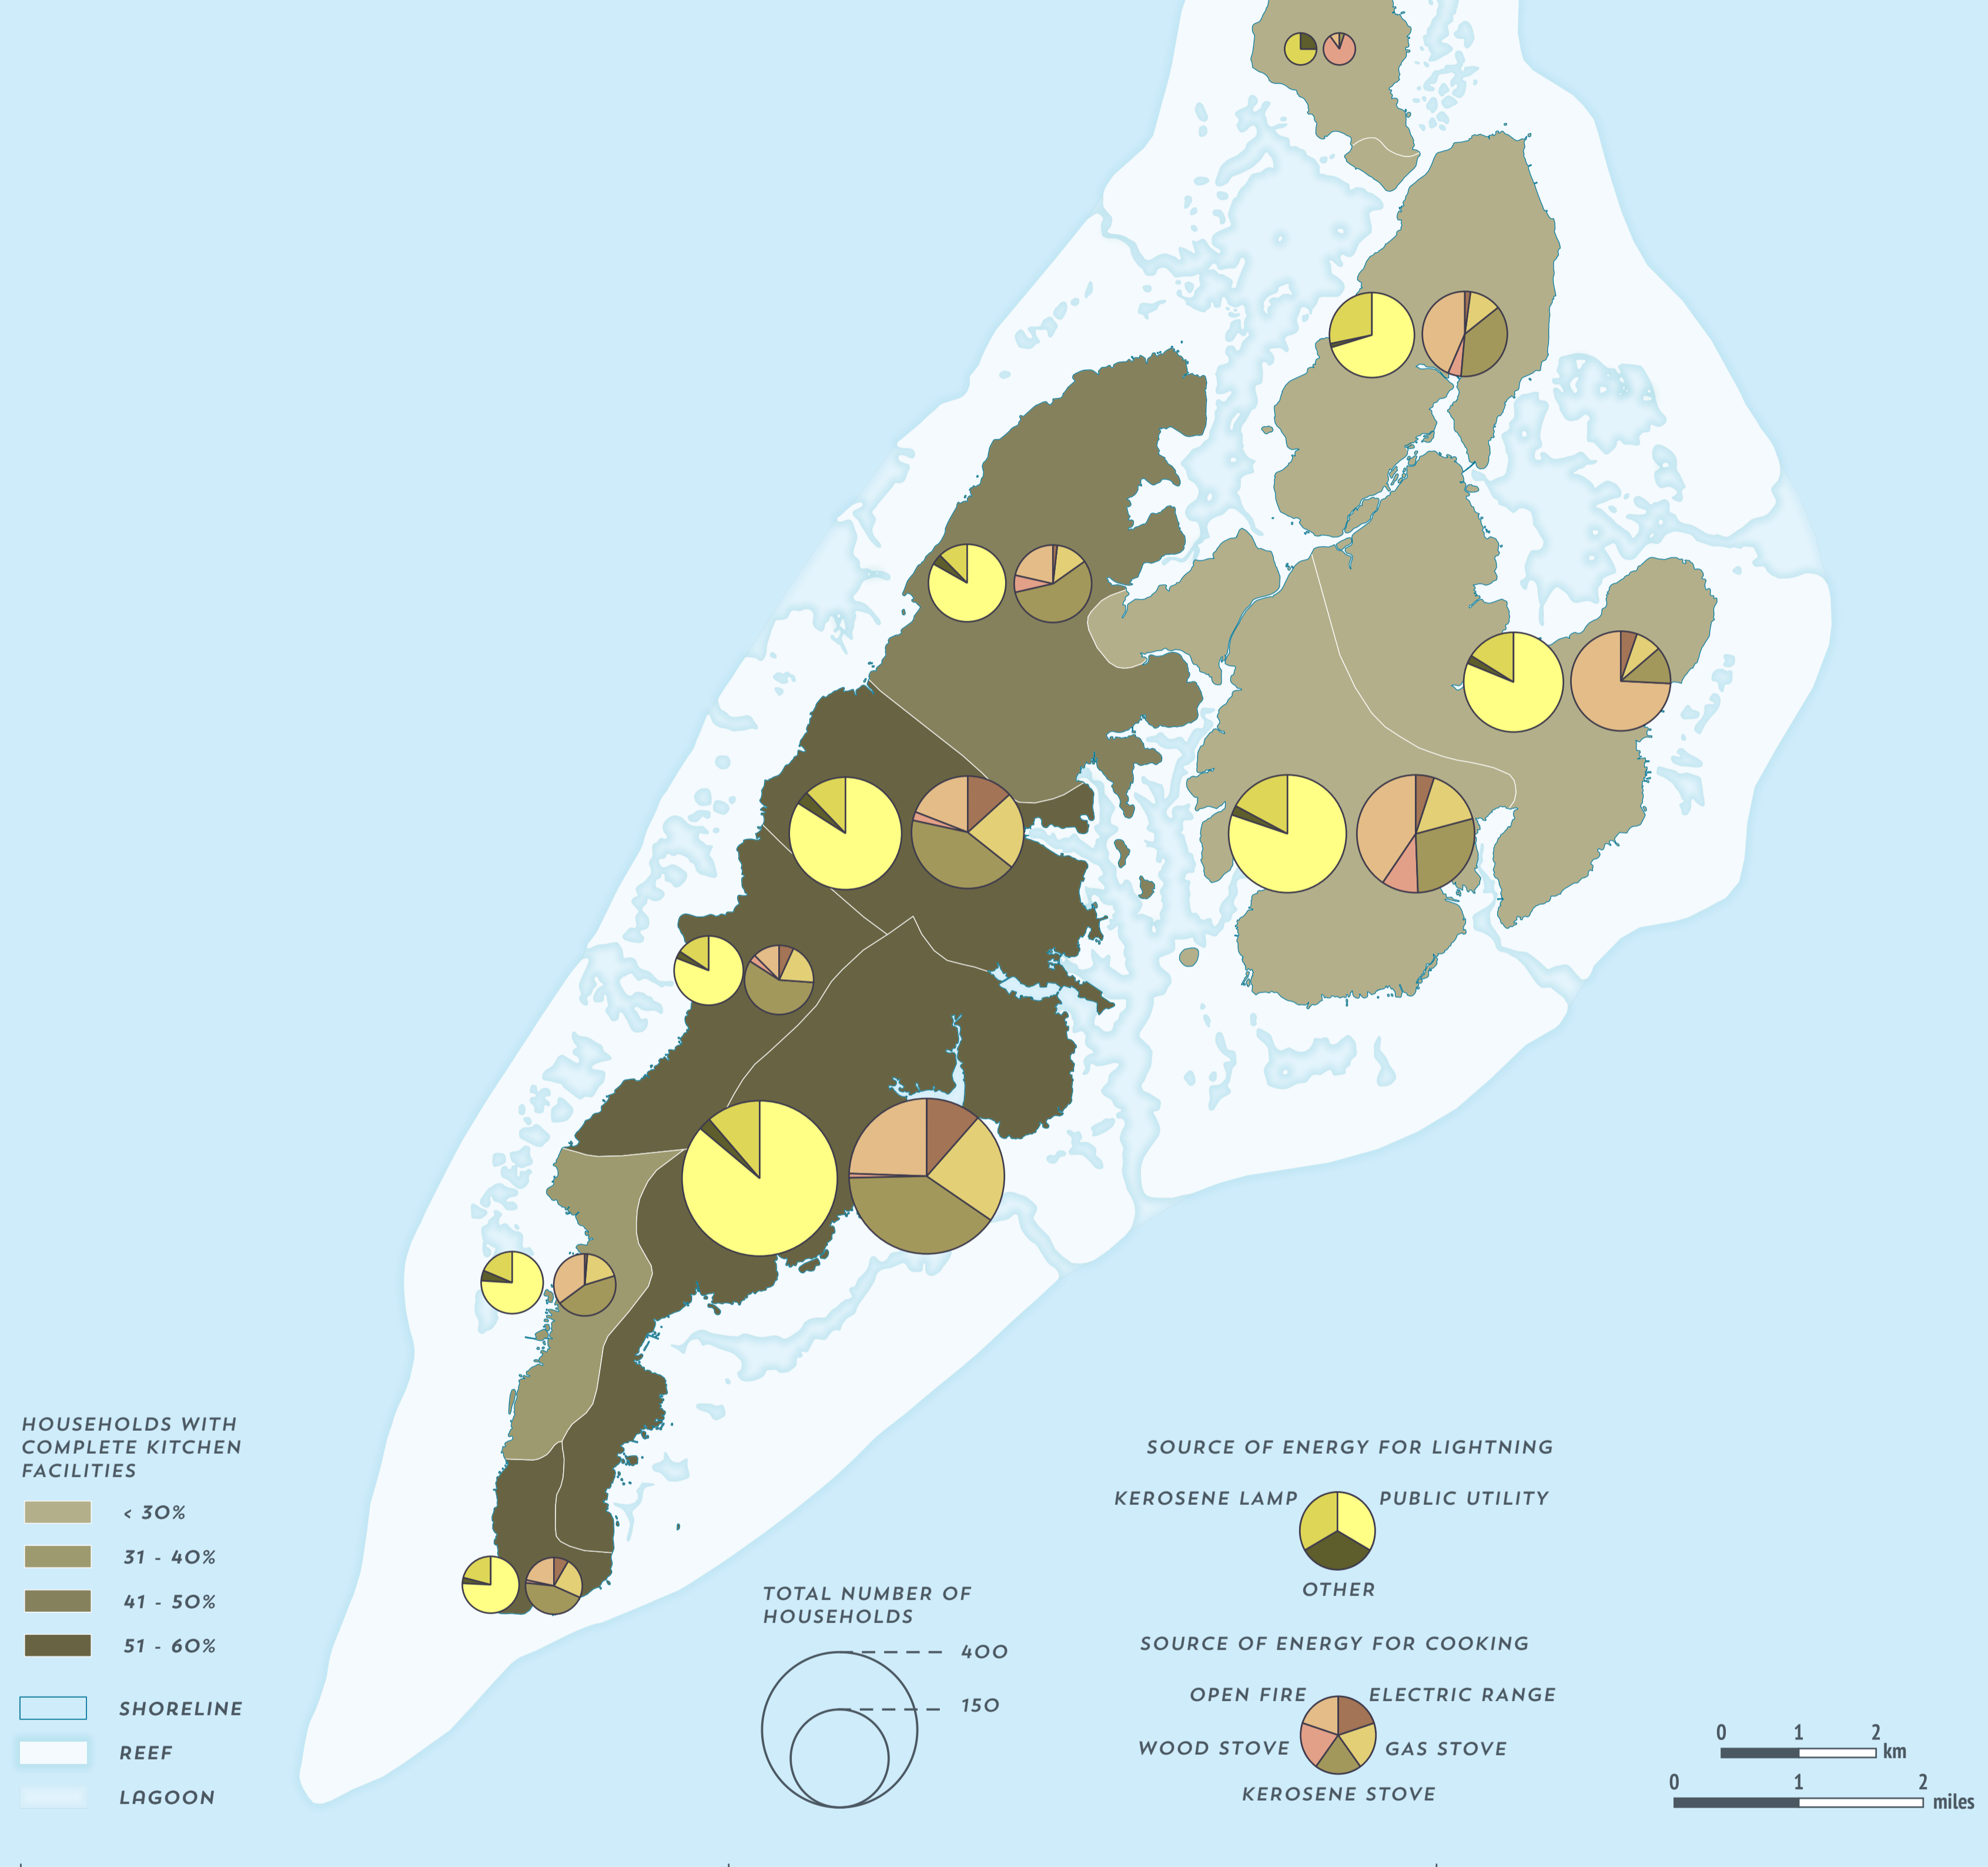 HOUSEHOLDS WITH
COMPLETE KITCHEN
FACILITIES
< 30%
31 - 40%
41 - 50%
51 - 60%
SHORELINE
REEF
LAGOON
TOTAL NUMBER OF
HOUSEHOLDS
400
150
SOURCE OF ENERGY FOR LIGHTNING
KEROSENE LAMP
PUBLIC UTILITY
OTHER
SOURCE OF ENERGY FOR COOKING
OPEN FIRE
ELECTRIC RANGE
WOOD STOVE
GAS STOVE
KEROSENE STOVE
0 1 2
km
0 1 2
miles